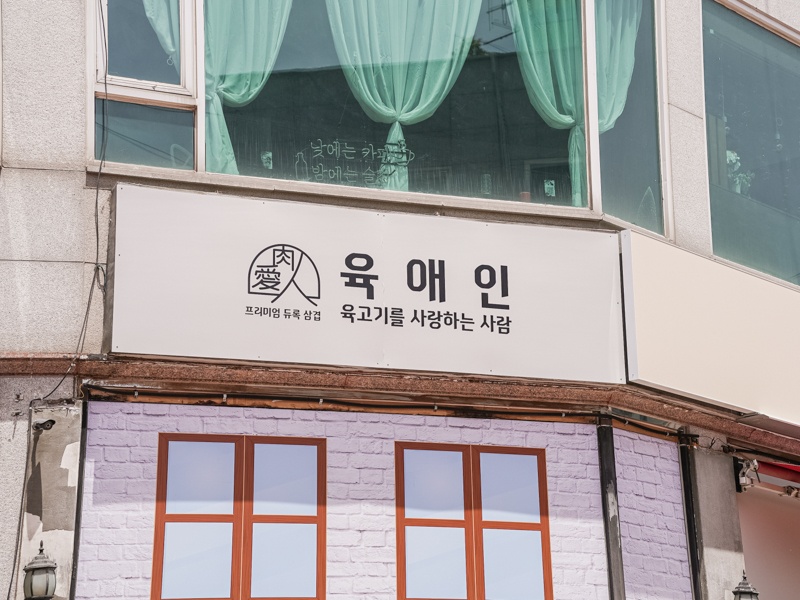 낮에는 카페
밤에는 술
肉
愛人
육애인
프리미엄 듀록 삼겹
육고기를 사랑하는 사람